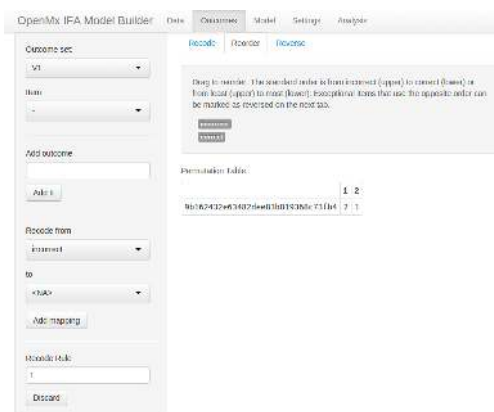 OpenMx IFA Model Builder Data Outcomes Model Settings Analysis
Outcome set:
V1
Item:
-
Add outcome
Add it
Recode from
incorrect
to
<NA>
Add mapping
Recode Rule
1
Discard
Recode Reorder Reverse
Drag to reorder. The standard order is from incorrect (upper) to correct (lower) or
from least (upper) to most (lower). Exceptional items that use the opposite order can
be marked as reversed on the next tab.
incorrect
correct
Permutation Table
1 2
2 1